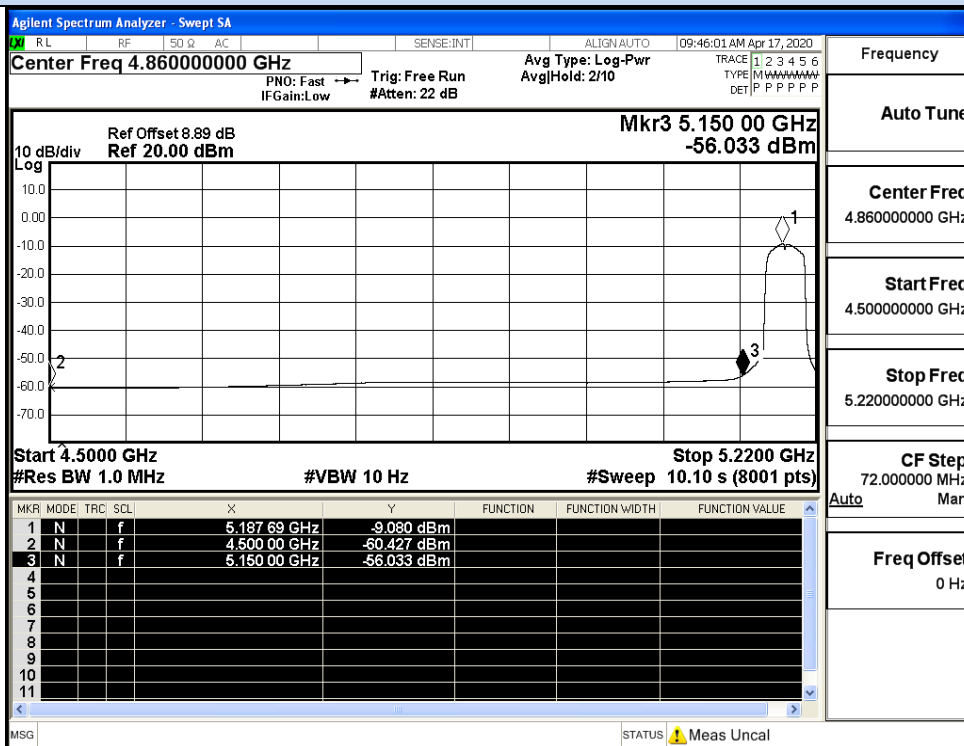 Agilent Spectrum Analyzer - Swept SA
LXI RL RF 50 Ω AC SENSE:INT ALIGN AUTO 09:46:01 AM Apr 17, 2020
Center Freq 4.860000000 GHz
PNO: Fast
IFGain:Low
Trig: Free Run
#Atten: 22 dB
Avg Type: Log-Pwr
Avg|Hold: 2/10
TRACE 1 2 3 4 5 6
TYPE MWWWWW
DET P P P P P P
Mkr3 5.150 00 GHz
-56.033 dBm
Ref Offset 8.89 dB
10 dB/div Ref 20.00 dBm
Log
10.0
0.00
-10.0
-20.0
-30.0
-40.0
-50.0
-60.0
-70.0
1
2
3
Start 4.5000 GHz Stop 5.2200 GHz
#Res BW 1.0 MHz #VBW 10 Hz #Sweep 10.10 s (8001 pts)
MKR MODE TRC SCL X Y FUNCTION FUNCTION WIDTH FUNCTION VALUE
1 N f 5.187 69 GHz -9.080 dBm
2 N f 4.500 00 GHz -60.427 dBm
3 N f 5.150 00 GHz -56.033 dBm
4
5
6
7
8
9
10
11
MSG STATUS Meas Uncal
Frequency
Auto Tune
Center Freq
4.860000000 GHz
Start Freq
4.500000000 GHz
Stop Freq
5.220000000 GHz
CF Step
72.000000 MHz
Auto Man
Freq Offset
0 Hz